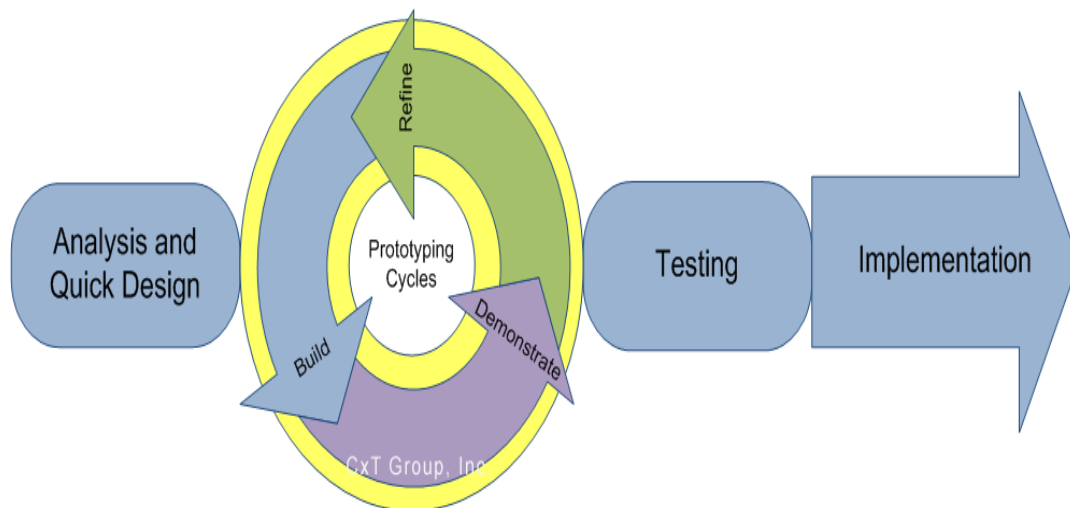 Analysis and
Quick Design
Refine
Prototyping
Cycles
Build
Demonstrate
CxT Group, Inc
Testing
Implementation